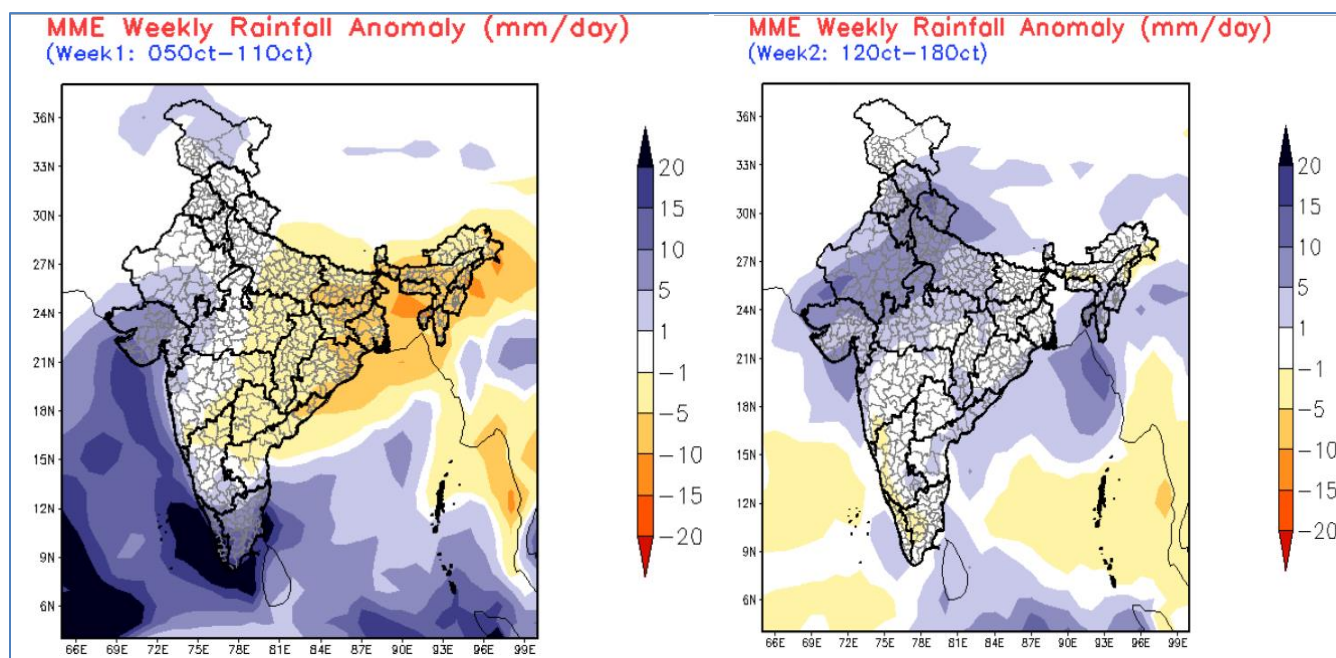 MME Weekly Rainfall Anomaly (mm/day)
(Week1: 05Oct-11Oct)
36N
33N
30N
27N
24N
21N
18N
15N
12N
9N
6N
66E 69E 72E 75E 78E 81E 84E 87E 90E 93E 96E 99E
20
15
10
5
1
-1
-5
-10
-15
-20
MME Weekly Rainfall Anomaly (mm/day)
(Week2: 12Oct-18Oct)
36N
33N
30N
27N
24N
21N
18N
15N
12N
9N
6N
66E 69E 72E 75E 78E 81E 84E 87E 90E 93E 96E 99E
20
15
10
5
1
-1
-5
-10
-15
-20